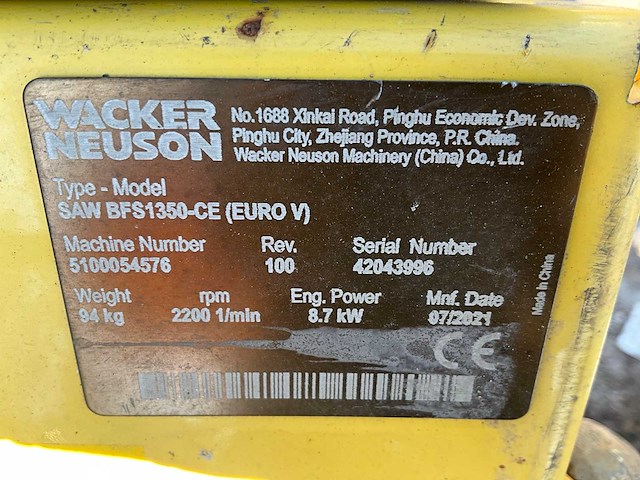 WACKER
NEUSON
No.1688 Xinkai Road, Pinghu Economic Dev. Zone,
Pinghu City, Zhejiang Province, P.R. China.
Wacker Neuson Machinery (China) Co., Ltd.
Type - Model
SAW BFS1350-CE (EURO V)
Machine Number Rev. Serial Number
5100054576 100 42043996
Weight rpm Eng. Power Mnf. Date
94 kg 2200 1/min 8.7 kW 07/2021
CE
Made in China